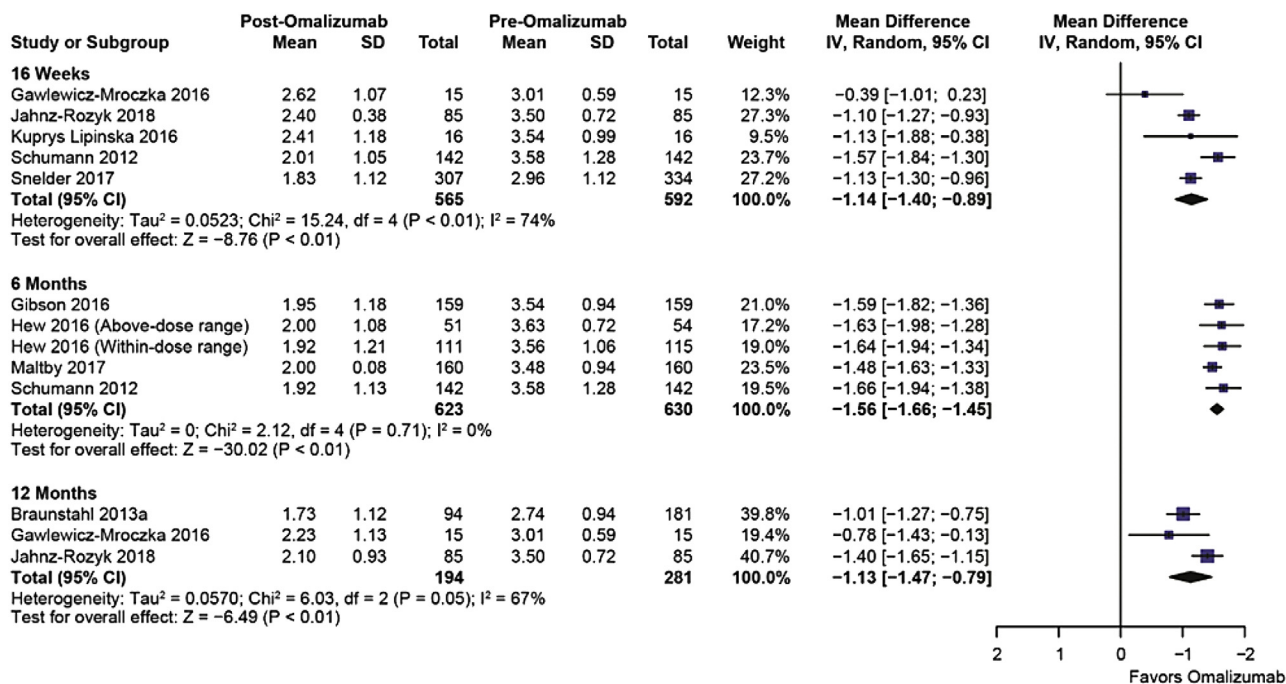 Post-Omalizumab Pre-Omalizumab Mean Difference Mean Difference
Study or Subgroup Mean SD Total Mean SD Total Weight IV, Random, 95% CI IV, Random, 95% CI
16 Weeks
Gawlewicz-Mroczka 2016 2.62 1.07 15 3.01 0.59 15 12.3% −0.39 [−1.01; 0.23]
Jahnz-Rozyk 2018 2.40 0.38 85 3.50 0.72 85 27.3% −1.10 [−1.27; −0.93]
Kuprys Lipinska 2016 2.41 1.18 16 3.54 0.99 16 9.5% −1.13 [−1.88; −0.38]
Schumann 2012 2.01 1.05 142 3.58 1.28 142 23.7% −1.57 [−1.84; −1.30]
Snelder 2017 1.83 1.12 307 2.96 1.12 334 27.2% −1.13 [−1.30; −0.96]
Total (95% CI) 565 592 100.0% −1.14 [−1.40; −0.89]
Heterogeneity: Tau² = 0.0523; Chi² = 15.24, df = 4 (P < 0.01); I² = 74%
Test for overall effect: Z = −8.76 (P < 0.01)
6 Months
Gibson 2016 1.95 1.18 159 3.54 0.94 159 21.0% −1.59 [−1.82; −1.36]
Hew 2016 (Above-dose range) 2.00 1.08 51 3.63 0.72 54 17.2% −1.63 [−1.98; −1.28]
Hew 2016 (Within-dose range) 1.92 1.21 111 3.56 1.06 115 19.0% −1.64 [−1.94; −1.34]
Maltby 2017 2.00 0.08 160 3.48 0.94 160 23.5% −1.48 [−1.63; −1.33]
Schumann 2012 1.92 1.13 142 3.58 1.28 142 19.5% −1.66 [−1.94; −1.38]
Total (95% CI) 623 630 100.0% −1.56 [−1.66; −1.45]
Heterogeneity: Tau² = 0; Chi² = 2.12, df = 4 (P = 0.71); I² = 0%
Test for overall effect: Z = −30.02 (P < 0.01)
12 Months
Braunstahl 2013a 1.73 1.12 94 2.74 0.94 181 39.8% −1.01 [−1.27; −0.75]
Gawlewicz-Mroczka 2016 2.23 1.13 15 3.01 0.59 15 19.4% −0.78 [−1.43; −0.13]
Jahnz-Rozyk 2018 2.10 0.93 85 3.50 0.72 85 40.7% −1.40 [−1.65; −1.15]
Total (95% CI) 194 281 100.0% −1.13 [−1.47; −0.79]
Heterogeneity: Tau² = 0.0570; Chi² = 6.03, df = 2 (P = 0.05); I² = 67%
Test for overall effect: Z = −6.49 (P < 0.01)
2 1 0 −1 −2
Favors Omalizumab